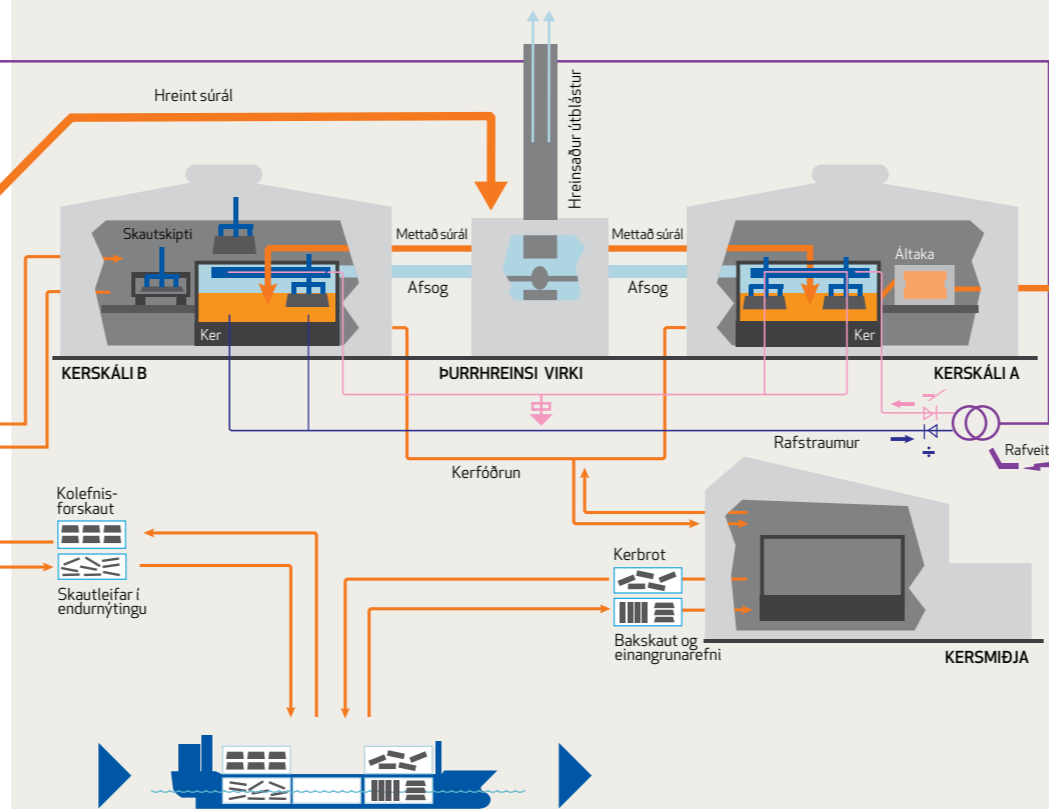 Hreint súrál
Hreinsaður útblástur
Skautskipti
Mettað súrál
Mettað súrál
Áltaka
Afsog
Afsog
Ker
Ker
KERSKÁLI B
ÞURRHREINSI VIRKI
KERSKÁLI A
Rafstraumur
÷
Rafveit
Kerfóðrun
Kolefnis-
forskaut
Kerbrot
Skautleifar í
endurnýtingu
Bakskaut og
einangrunarefni
KERSMIÐJA